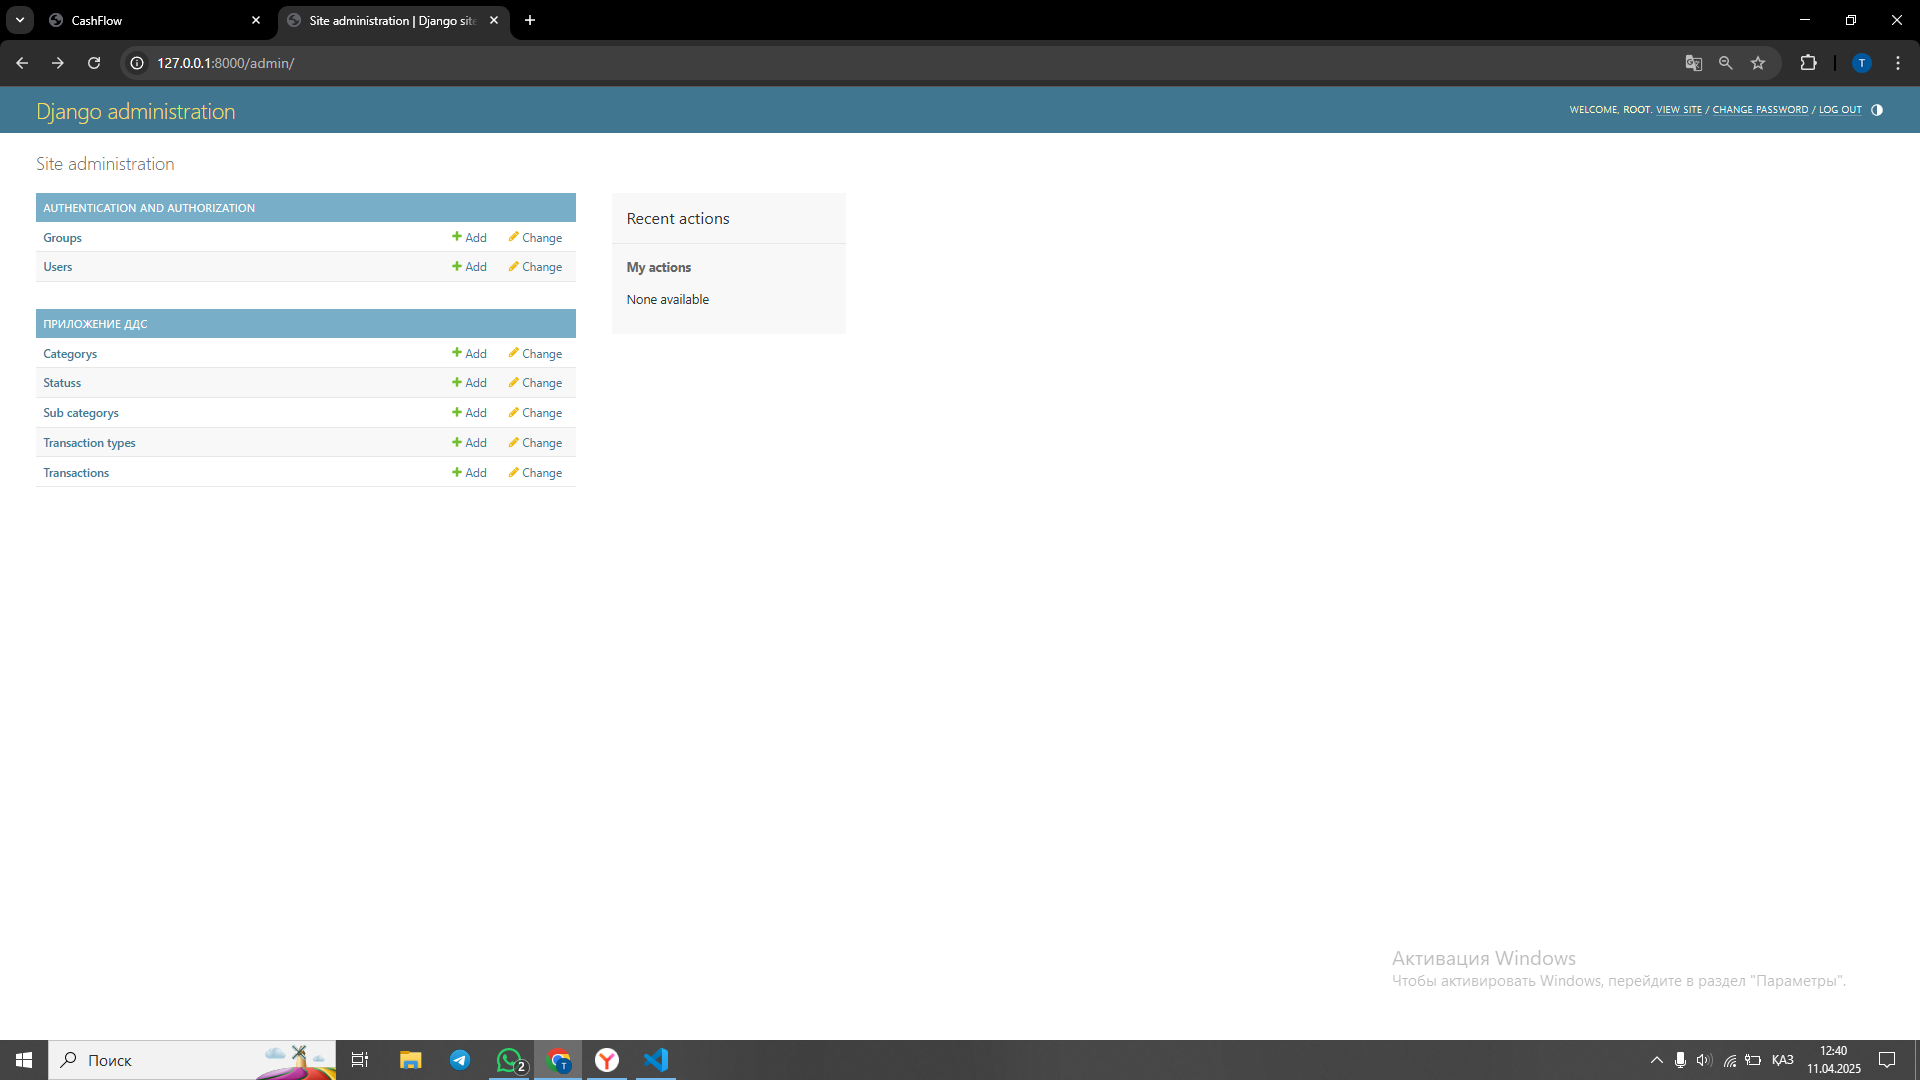 CashFlow
Site administration | Django site
127.0.0.1:8000/admin/
T
Django administration
WELCOME, ROOT. VIEW SITE / CHANGE PASSWORD / LOG OUT
Site administration
AUTHENTICATION AND AUTHORIZATION
Groups Add Change
Users Add Change
ПРИЛОЖЕНИЕ ДДС
Categorys Add Change
Statuss Add Change
Sub categorys Add Change
Transaction types Add Change
Transactions Add Change
Recent actions
My actions
None available
Активация Windows
Чтобы активировать Windows, перейдите в раздел "Параметры".
Поиск
2
T
ҚАЗ
12:40
11.04.2025